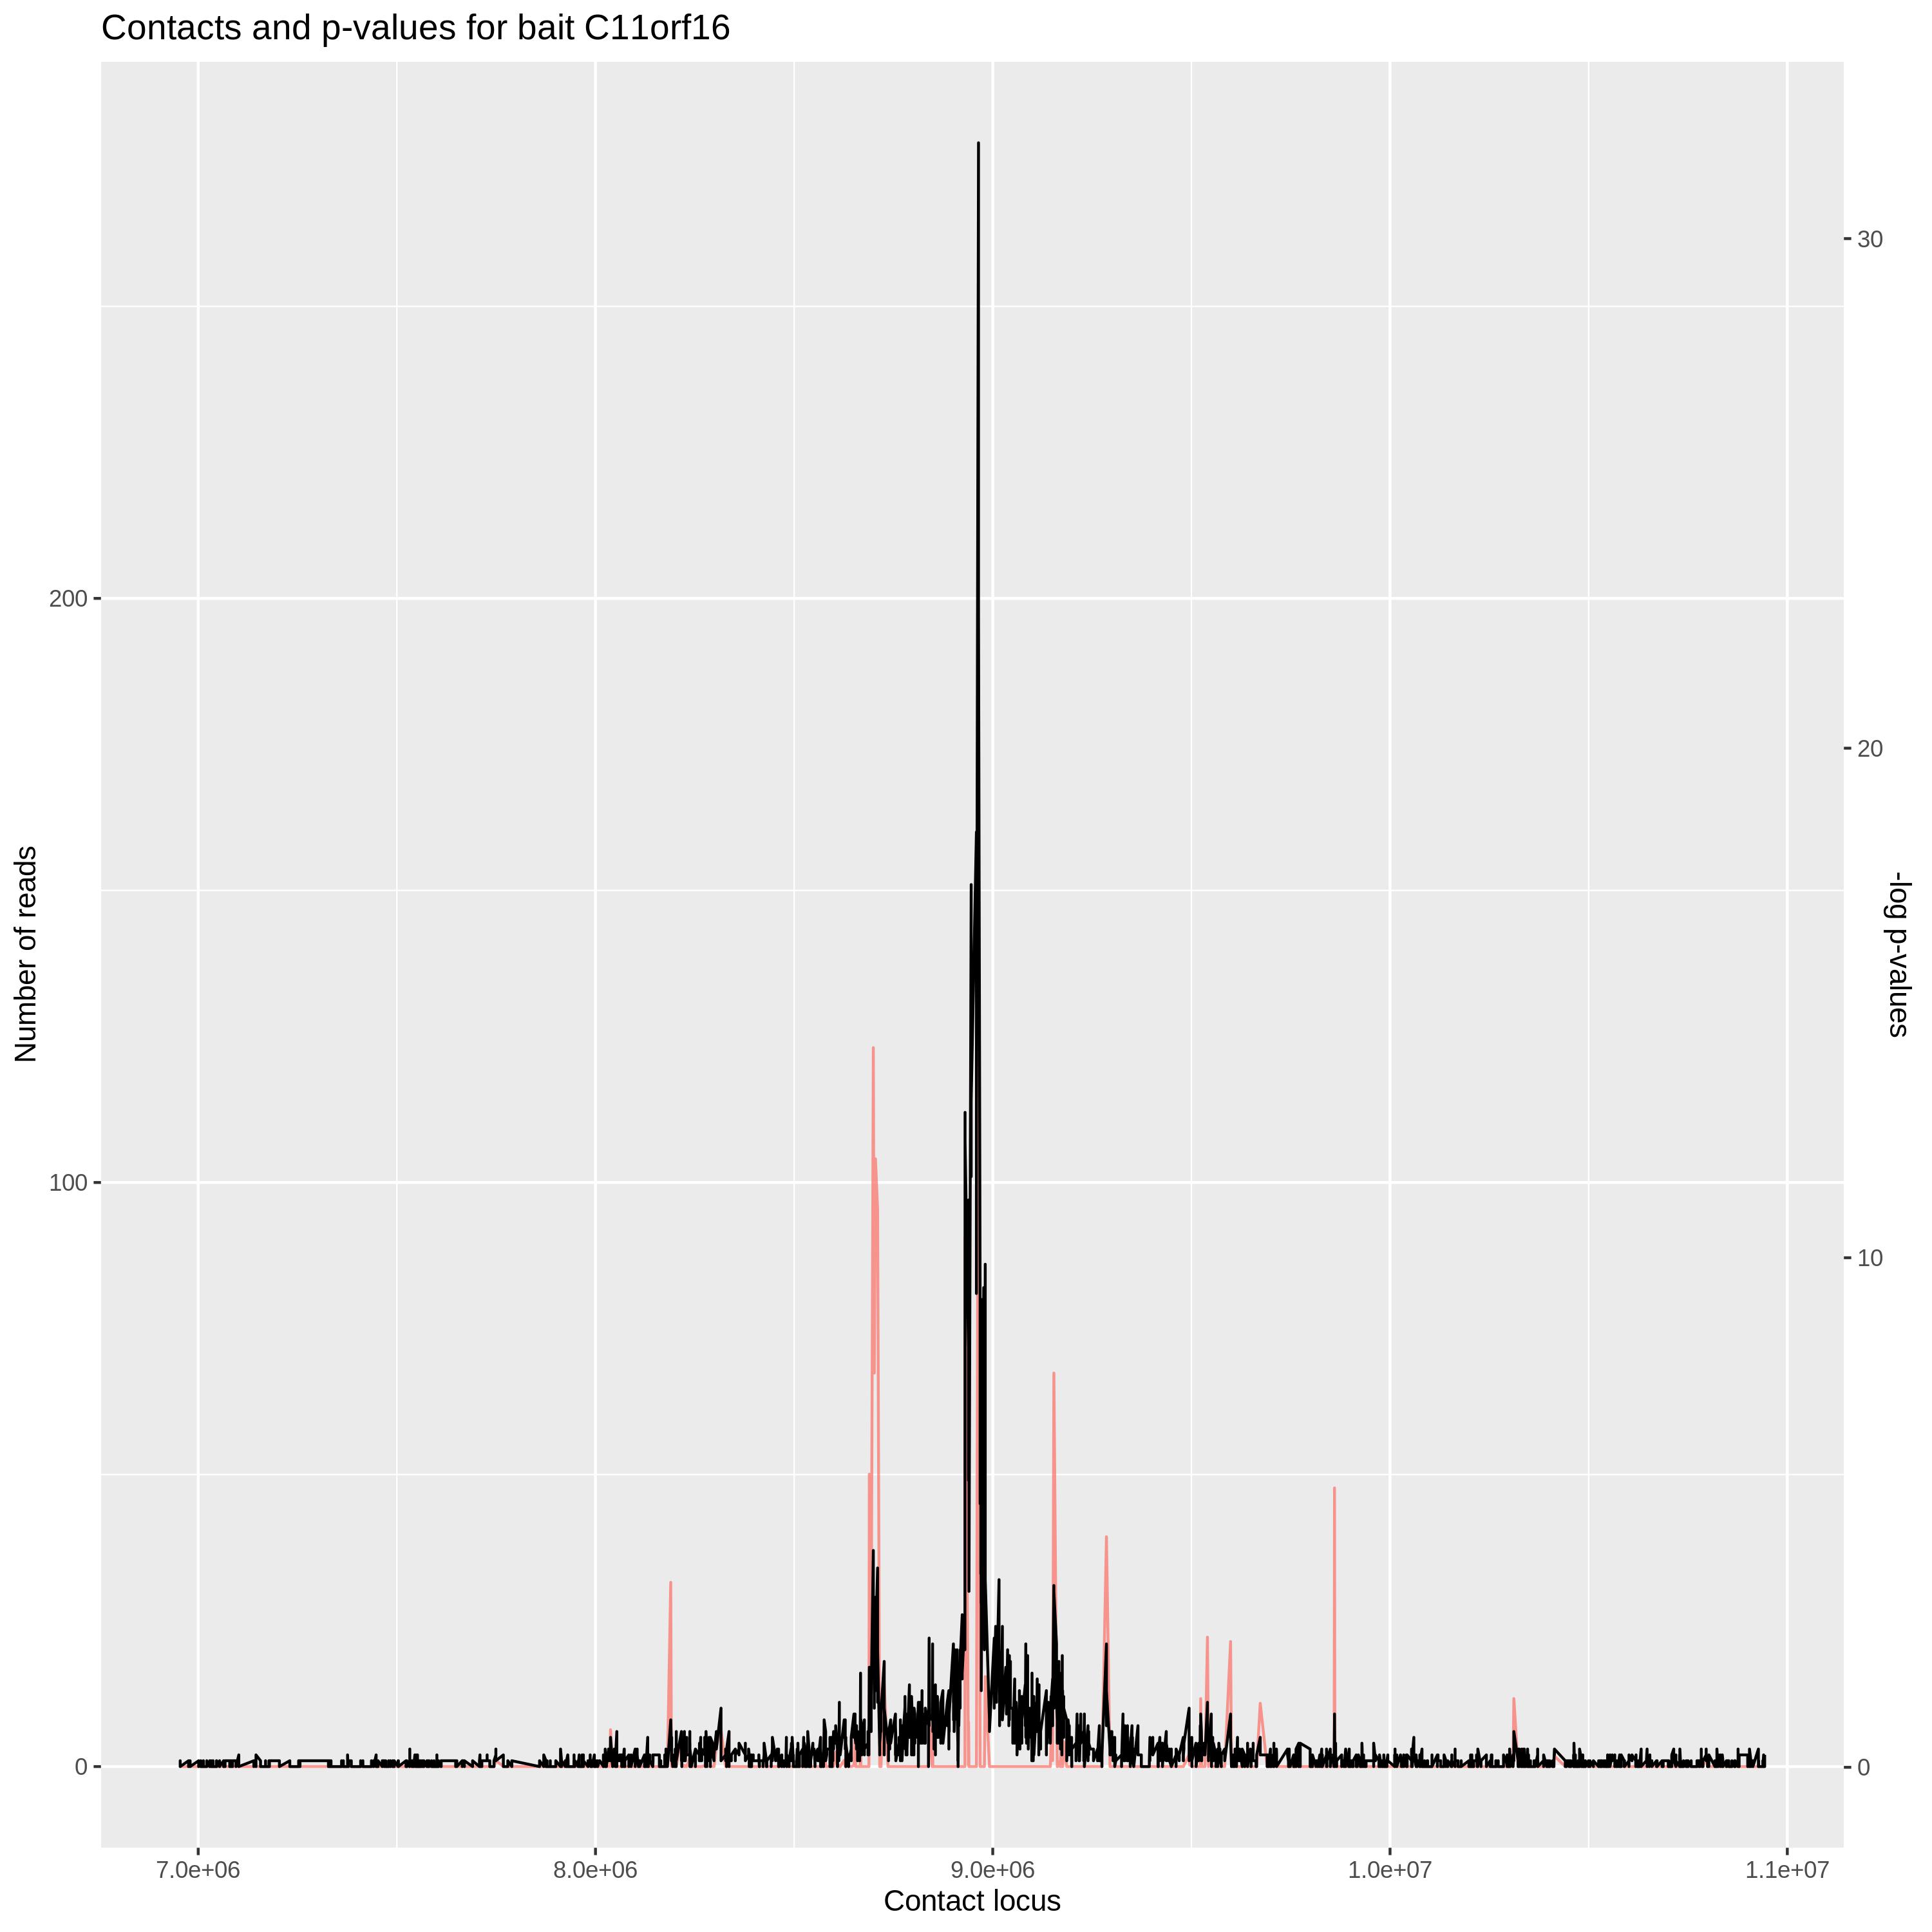 Contacts and p-values for bait C11orf16
Number of reads
200
100
0
30
20
10
0
-log p-values
7.0e+06
8.0e+06
9.0e+06
1.0e+07
1.1e+07
Contact locus